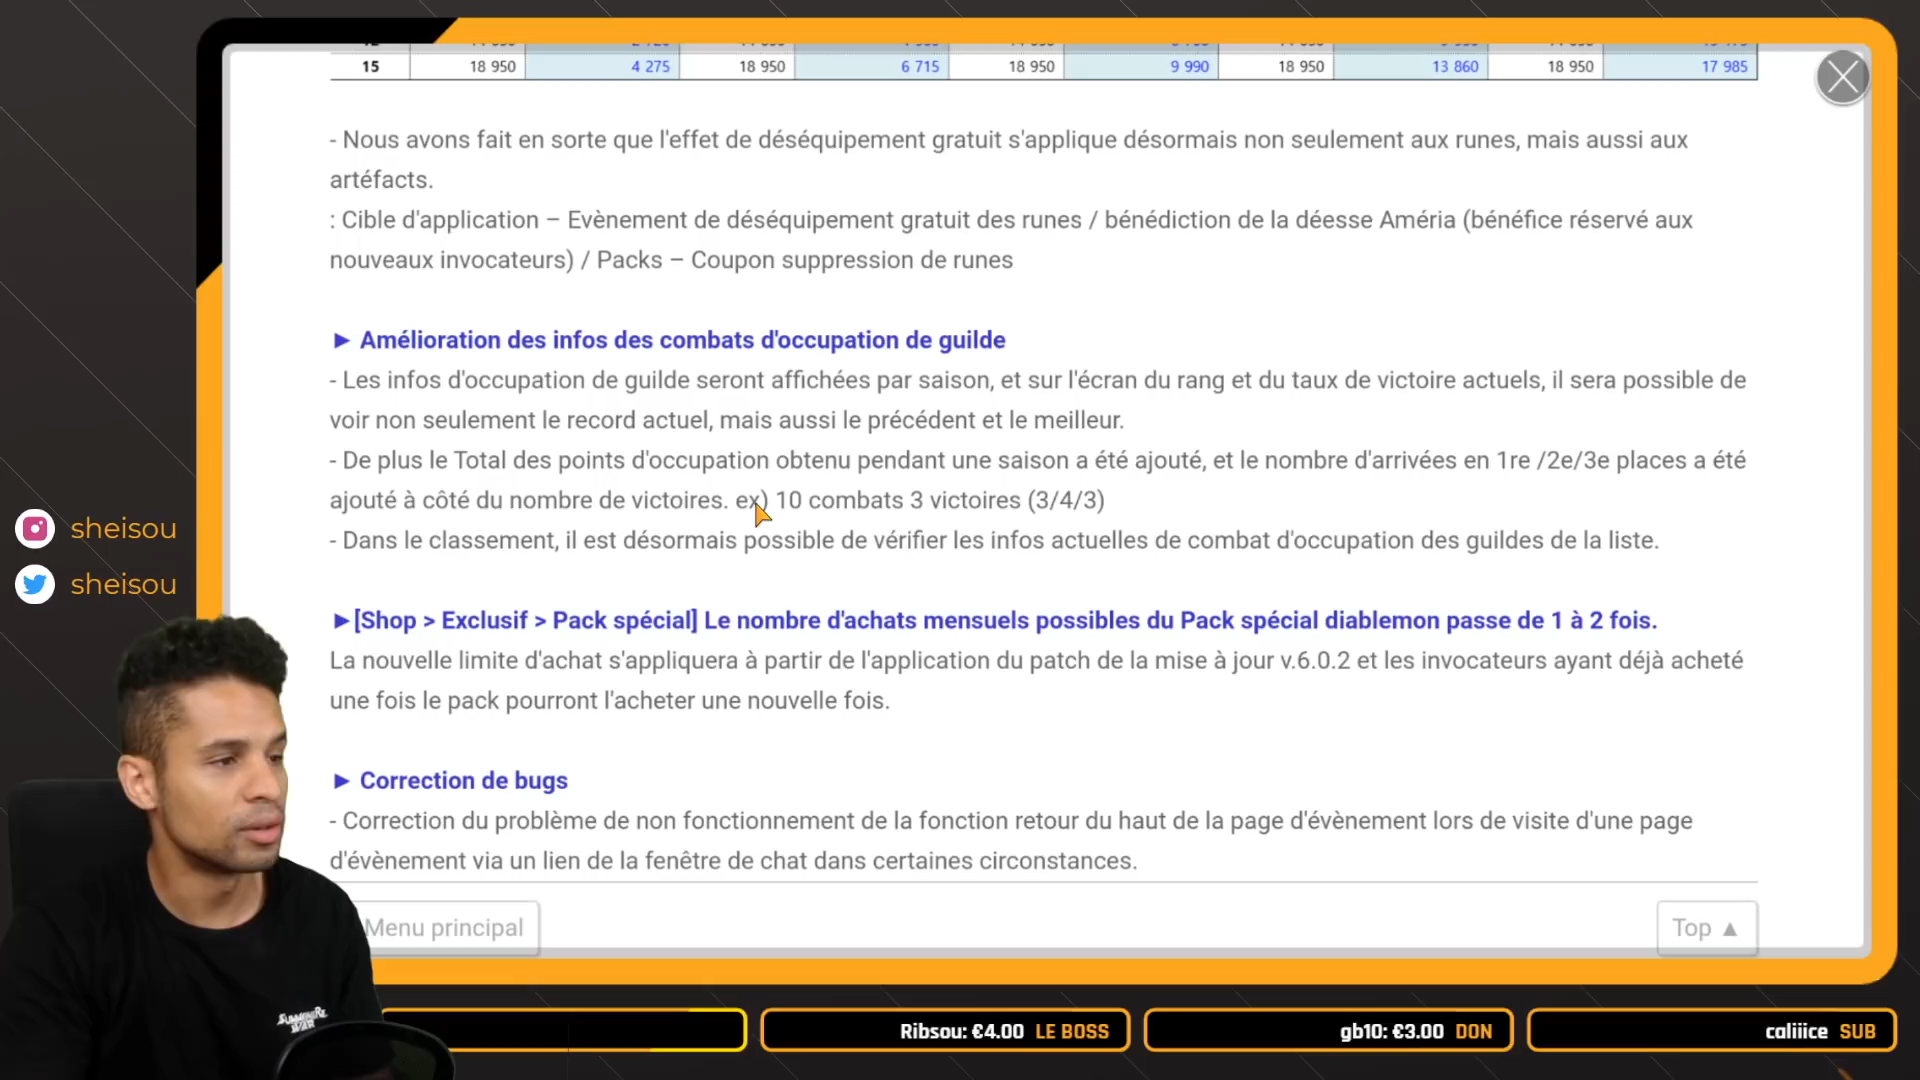 15 18 950 4 275 18 950 6 715 18 950 9 990 18 950 13 860 18 950 17 985
- Nous avons fait en sorte que l'effet de déséquipement gratuit s'applique désormais non seulement aux runes, mais aussi aux
artéfacts.
: Cible d'application – Evènement de déséquipement gratuit des runes / bénédiction de la déesse Améria (bénéfice réservé aux
nouveaux invocateurs) / Packs – Coupon suppression de runes
► Amélioration des infos des combats d'occupation de guilde
- Les infos d'occupation de guilde seront affichées par saison, et sur l'écran du rang et du taux de victoire actuels, il sera possible de
voir non seulement le record actuel, mais aussi le précédent et le meilleur.
- De plus le Total des points d'occupation obtenu pendant une saison a été ajouté, et le nombre d'arrivées en 1re /2e/3e places a été
ajouté à côté du nombre de victoires. ex) 10 combats 3 victoires (3/4/3)
- Dans le classement, il est désormais possible de vérifier les infos actuelles de combat d'occupation des guildes de la liste.
►[Shop > Exclusif > Pack spécial] Le nombre d'achats mensuels possibles du Pack spécial diablemon passe de 1 à 2 fois.
La nouvelle limite d'achat s'appliquera à partir de l'application du patch de la mise à jour v.6.0.2 et les invocateurs ayant déjà acheté
une fois le pack pourront l'acheter une nouvelle fois.
► Correction de bugs
- Correction du problème de non fonctionnement de la fonction retour du haut de la page d'évènement lors de visite d'une page
d'évènement via un lien de la fenêtre de chat dans certaines circonstances.
Menu principal
Top ▲
sheisou
sheisou
SUMMONERS WAR
Ribsou: €4.00 LE BOSS
gb10: €3.00 DON
caliiice SUB